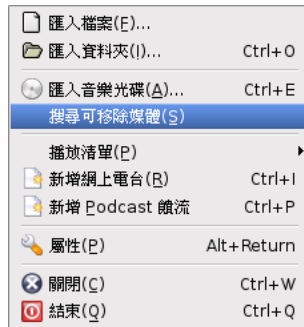 匯入檔案(F)...
匯入資料夾(I)... Ctrl+O
匯入音樂光碟(A)... Ctrl+E
搜尋可移除媒體(S)
播放清單(P)
新增網上電台(R) Ctrl+I
新增 Podcast 饋流 Ctrl+P
屬性(P) Alt+Return
關閉(C) Ctrl+W
結束(Q) Ctrl+Q